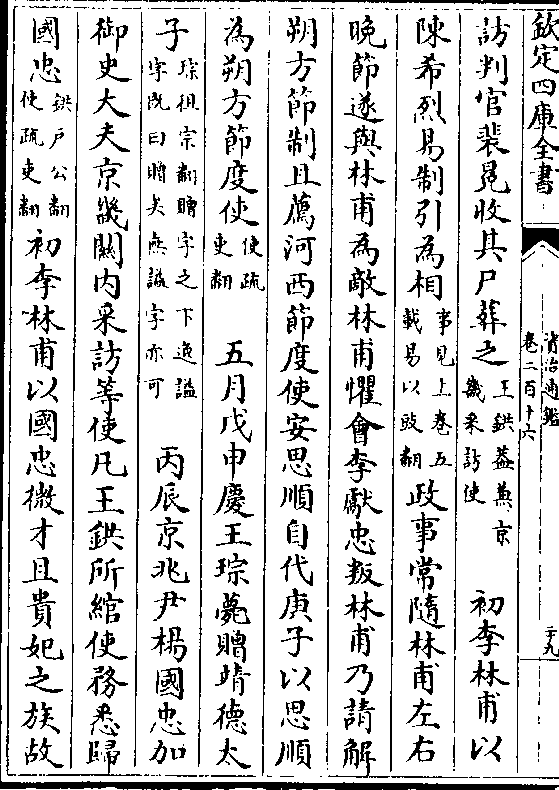 欽定四庫全書
資治通鑑
卷二百十六
二十九
訪判官裴冕收其尸葬之
王鉷葢兼京
畿采訪使
初李林甫以
陳希烈易制引為相
事見上卷五
載易以豉翻
政事常隨林甫左右
晚節遂與林甫為敵林甫懼會李獻忠叛林甫乃請解
朔方節制且薦河西節度使安思順自代庚子以思順
為朔方節度使
使疏
吏翻
五月戊申慶王琮薨贈靖德太
子
琮祖宗翻贈字之下逸謚
字既曰贈矣無謚字亦可
丙辰京兆尹楊國忠加
御史大夫京畿關内采訪等使凡王鉷所綰使務悉歸
國忠
鉷戶公翻
使疏吏翻
初李林甫以國忠微才且貴妃之族故